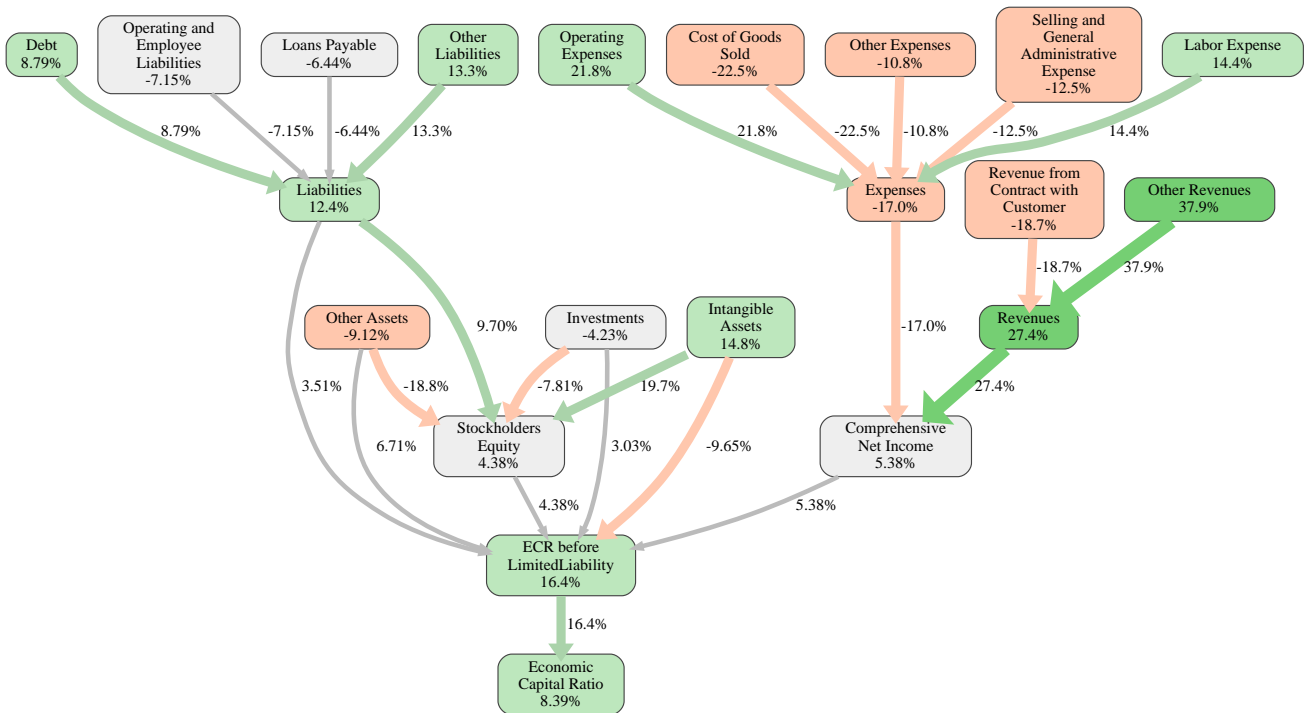 Debt
8.79%
Operating and
Employee
Liabilities
-7.15%
Loans Payable
-6.44%
Other
Liabilities
13.3%
Operating
Expenses
21.8%
Cost of Goods
Sold
-22.5%
Other Expenses
-10.8%
Selling and
General
Administrative
Expense
-12.5%
Labor Expense
14.4%
8.79%
-7.15%
-6.44%
13.3%
21.8%
-22.5%
-10.8%
-12.5%
14.4%
Liabilities
12.4%
Expenses
-17.0%
Revenue from
Contract with
Customer
-18.7%
Other Revenues
37.9%
-18.7%
37.9%
Other Assets
-9.12%
9.70%
Investments
-4.23%
Intangible
Assets
14.8%
-17.0%
Revenues
27.4%
3.51%
-18.8%
-7.81%
19.7%
27.4%
6.71%
Stockholders
Equity
4.38%
3.03%
-9.65%
Comprehensive
Net Income
5.38%
4.38%
5.38%
ECR before
LimitedLiability
16.4%
16.4%
Economic
Capital Ratio
8.39%